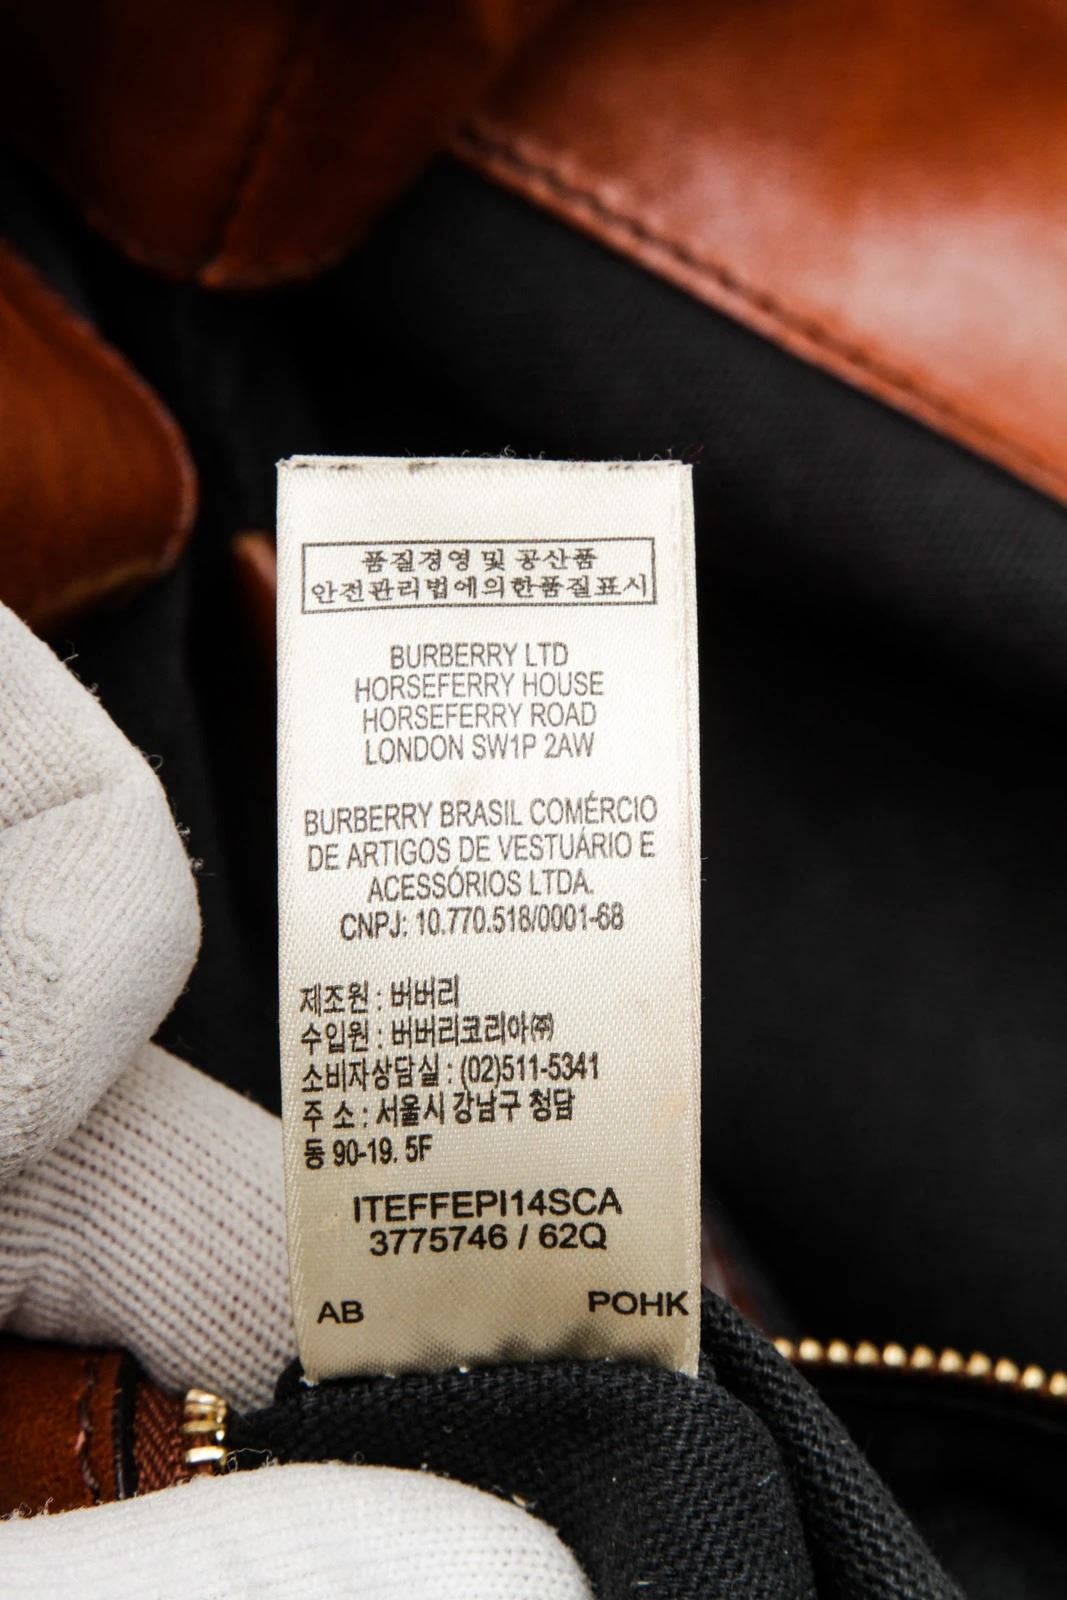 품질경영 및 공산품
안전관리법에의한품질표시
BURBERRY LTD
HORSEFERRY HOUSE
HORSEFERRY ROAD
LONDON SW1P 2AW
BURBERRY BRASIL COMÉRCIO
DE ARTIGOS DE VESTUÁRIO E
ACESSÓRIOS LTDA.
CNPJ: 10.770.518/0001-68
제조원 : 버버리
수입원 : 버버리코리아㈜
소비자상담실 : (02)511-5341
주 소 : 서울시 강남구 청담
동 90-19. 5F
ITEFFEPI14SCA
3775746 / 62Q
AB POHK